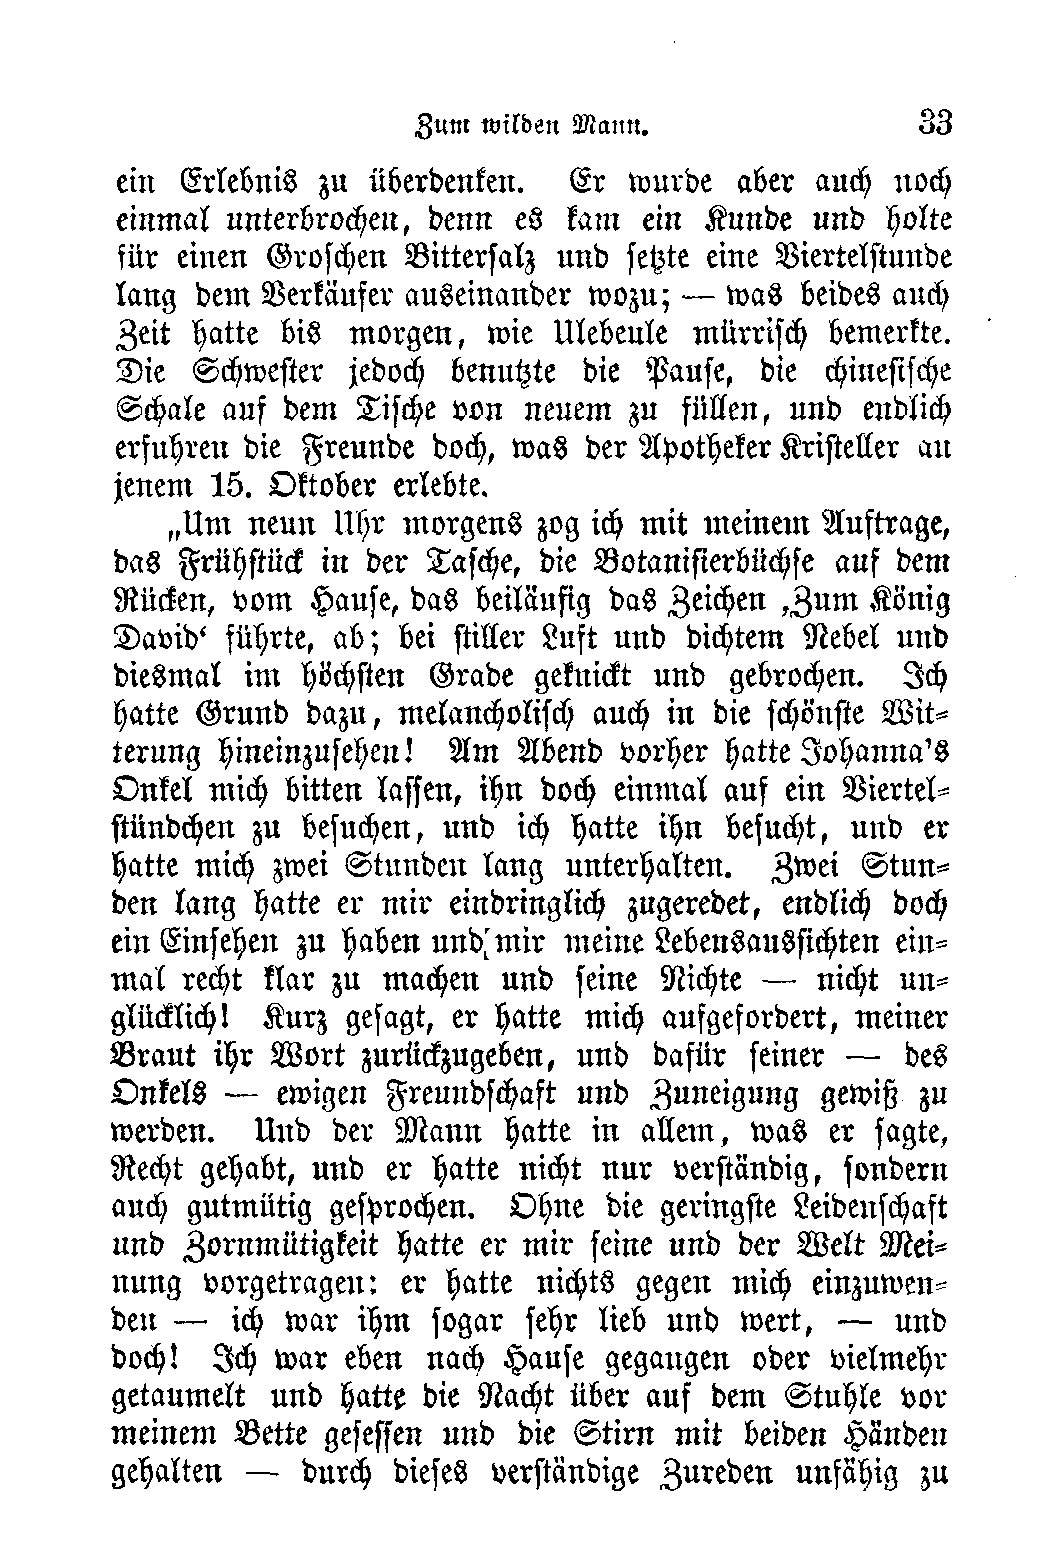 Zum wilden Mann. 33
ein Erlebnis zu überdenken. Er wurde aber auch noch
einmal unterbrochen, denn es kam ein Kunde und holte
für einen Groschen Bittersalz und setzte eine Viertelstunde
lang dem Verkäufer auseinander wozu; — was beides auch
Zeit hatte bis morgen, wie Ulebeule mürrisch bemerkte.
Die Schwester jedoch benutzte die Pause, die chinesische
Schale auf dem Tische von neuem zu füllen, und endlich
erfuhren die Freunde doch, was der Apotheker Kristeller an
jenem 15. Oktober erlebte.
„Um neun Uhr morgens zog ich mit meinem Auftrage,
das Frühstück in der Tasche, die Botanisierbüchse auf dem
Rücken, vom Hause, das beiläufig das Zeichen ‚Zum König
David‘ führte, ab; bei stiller Luft und dichtem Nebel und
diesmal im höchsten Grade geknickt und gebrochen. Ich
hatte Grund dazu, melancholisch auch in die schönste Wit-
terung hineinzusehen! Am Abend vorher hatte Johanna's
Onkel mich bitten lassen, ihn doch einmal auf ein Viertel-
stündchen zu besuchen, und ich hatte ihn besucht, und er
hatte mich zwei Stunden lang unterhalten. Zwei Stun-
den lang hatte er mir eindringlich zugeredet, endlich doch
ein Einsehen zu haben und mir meine Lebensaussichten ein-
mal recht klar zu machen und seine Nichte — nicht un-
glücklich! Kurz gesagt, er hatte mich aufgefordert, meiner
Braut ihr Wort zurückzugeben, und dafür seiner — des
Onkels — ewigen Freundschaft und Zuneigung gewiß zu
werden. Und der Mann hatte in allem, was er sagte,
Recht gehabt, und er hatte nicht nur verständig, sondern
auch gutmütig gesprochen. Ohne die geringste Leidenschaft
und Zornmütigkeit hatte er mir seine und der Welt Mei-
nung vorgetragen: er hatte nichts gegen mich einzuwen-
den — ich war ihm sogar sehr lieb und wert, — und
doch! Ich war eben nach Hause gegangen oder vielmehr
getaumelt und hatte die Nacht über auf dem Stuhle vor
meinem Bette gesessen und die Stirn mit beiden Händen
gehalten — durch dieses verständige Zureden unfähig zu